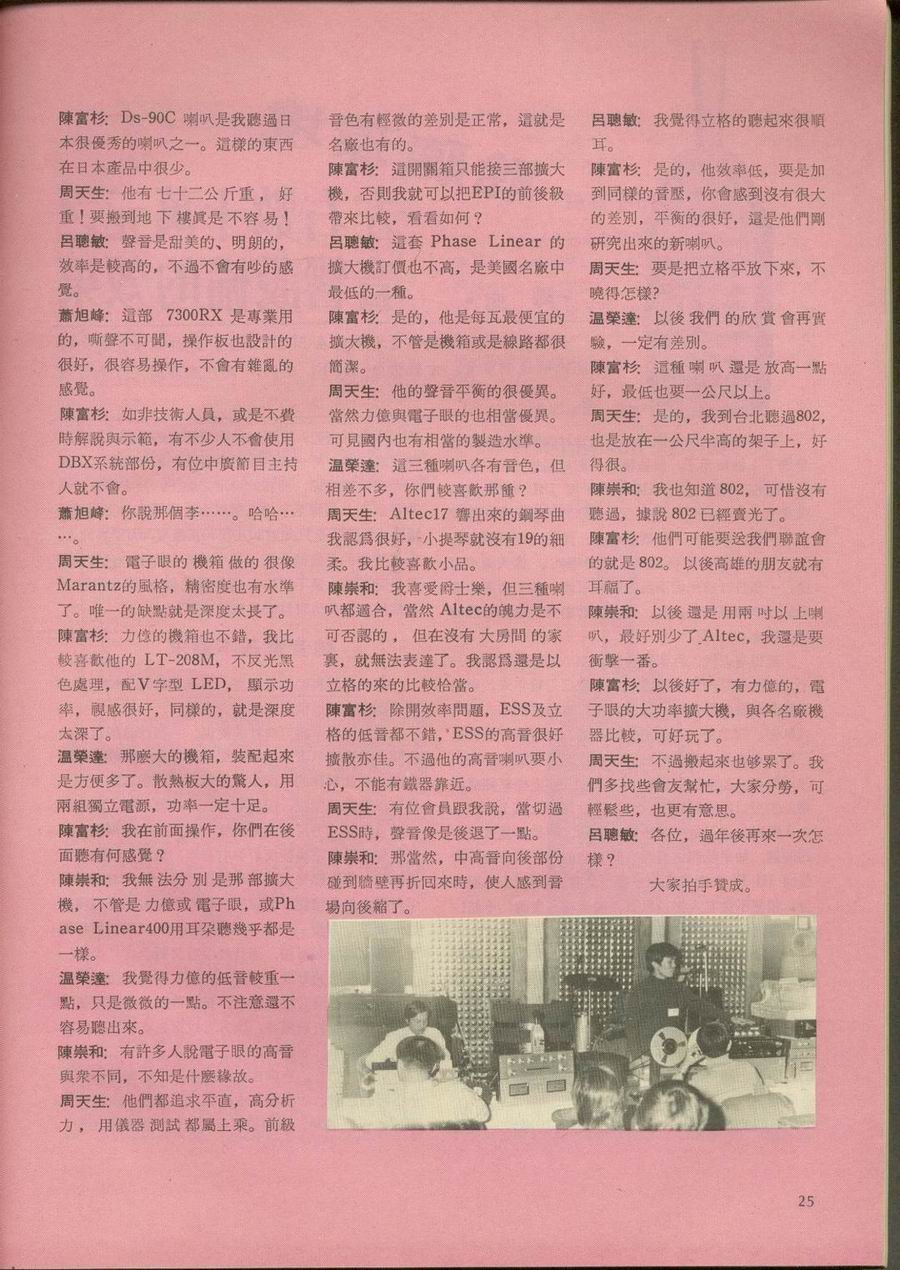 陳富杉：Ds-90C 喇叭是我聽過日
本很優秀的喇叭之一。這樣的東西
在日本產品中很少。
周天生：他有七十二公斤重，好
重！要搬到地下樓眞是不容易！
呂聰敏：聲音是甜美的、明朗的，
效率是較高的，不過不會有吵的感
覺。
蕭旭峰：這部 7300RX 是專業用
的，嘶聲不可聞，操作板也設計的
很好，很容易操作，不會有雜亂的
感覺。
陳富杉：如非技術人員，或是不費
時解說與示範，有不少人不會使用
DBX系統部份，有位中廣節目主持
人就不會。
蕭旭峰：你說那個李……。哈哈…
…。
周天生：電子眼的機箱做的很像
Marantz的風格，精密度也有水準
了。唯一的缺點就是深度太長了。
陳富杉：力億的機箱也不錯，我比
較喜歡他的 LT-208M，不反光黑
色處理，配V字型 LED，顯示功
率，視感很好，同樣的，就是深度
太深了。
溫榮達：那麽大的機箱，裝配起來
是方便多了。散熱板大的驚人，用
兩組獨立電源，功率一定十足。
陳富杉：我在前面操作，你們在後
面聽有何感覺？
陳崇和：我無法分別是那部擴大
機，不管是力億或電子眼，或Ph
ase Linear400用耳朶聽幾乎都是
一樣。
溫榮達：我覺得力億的低音較重一
點，只是微微的一點。不注意還不
容易聽出來。
陳崇和：有許多人說電子眼的高音
與衆不同，不知是什麽緣故。
周天生：他們都追求平直，高分析
力，用儀器測試都屬上乘。前級
音色有輕微的差別是正常，這就是
名廠也有的。
陳富杉：這開關箱只能接三部擴大
機，否則我就可以把EPI的前後級
帶來比較，看看如何？
呂聰敏：這套 Phase Linear 的
擴大機訂價也不高，是美國名廠中
最低的一種。
陳富杉：是的，他是每瓦最便宜的
擴大機，不管是機箱或是線路都很
簡潔。
周天生：他的聲音平衡的很優異。
當然力億與電子眼的也相當優異。
可見國內也有相當的製造水準。
溫榮達：這三種喇叭各有音色，但
相差不多，你們較喜歡那種？
周天生：Altec17 響出來的鋼琴曲
我認爲很好，小提琴就沒有19的細
柔。我比較喜歡小品。
陳崇和：我喜愛爵士樂，但三種喇
叭都適合，當然 Altec的魄力是不
可否認的，但在沒有大房間的家
裏，就無法表達了。我認爲還是以
立格的來的比較恰當。
陳富杉：除開效率問題，ESS及立
格的低音都不錯，ESS的高音很好
擴散亦佳。不過他的高音喇叭要小
心，不能有鐵器靠近。
周天生：有位會員跟我說，當切過
ESS時，聲音像是後退了一點。
陳崇和：那當然，中高音向後部份
碰到牆壁再折回來時，使人感到音
場向後縮了。
呂聰敏：我覺得立格的聽起來很順
耳。
陳富杉：是的，他效率低，要是加
到同樣的音壓，你會感到沒有很大
的差別，平衡的很好，這是他們剛
研究出來的新喇叭。
周天生：要是把立格平放下來，不
曉得怎樣？
溫榮達：以後我們的欣賞會再實
驗，一定有差別。
陳富杉：這種喇叭還是放高一點
好，最低也要一公尺以上。
周天生：是的，我到台北聽過802，
也是放在一公尺半高的架子上，好
得很。
陳崇和：我也知道 802，可惜沒有
聽過，據說 802 已經賣光了。
陳富杉：他們可能要送我們聯誼會
的就是 802。以後高雄的朋友就有
耳福了。
陳崇和：以後還是用兩吋以上喇
叭，最好別少了 Altec，我還是要
衝擊一番。
陳富杉：以後好了，有力億的，電
子眼的大功率擴大機，與各名廠機
器比較，可好玩了。
周天生：不過搬起來也够累了。我
們多找些會友幫忙，大家分勞，可
輕鬆些，也更有意思。
呂聰敏：各位，過年後再來一次怎
樣？
大家拍手贊成。
25